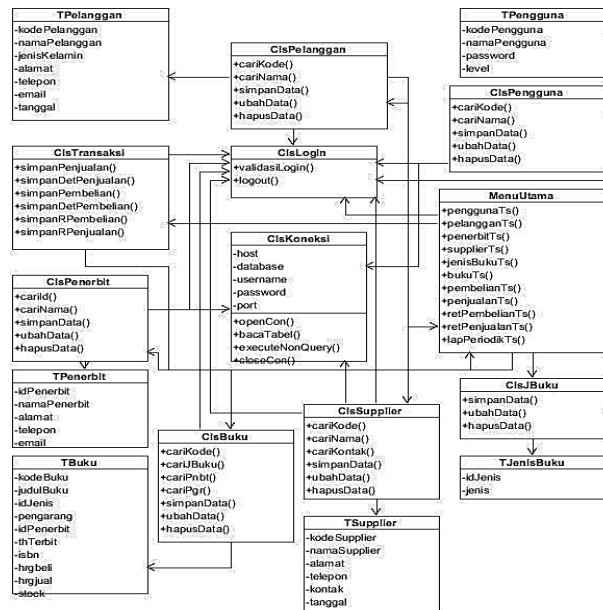 TPelanggan
-kodePelanggan
-namaPelanggan
-jenisKelamin
-alamat
-telepon
-email
-tanggal
ClsPelanggan
+cariKode()
+cariNama()
+simpanData()
+ubahData()
+hapusData()
TPengguna
-kodePengguna
-namaPengguna
-password
-level
ClsPengguna
+cariKode()
+cariNama()
+simpanData()
+ubahData()
+hapusData()
ClsTransaksi
+simpanPenjualan()
+simpanDetPenjualan()
+simpanPembelian()
+simpanDetPembelian()
+simpanRPembelian()
+simpanRPenjualan()
ClsLogin
+validasiLogin()
+logout()
MenuUtama
+penggunaTs()
+pelanganTs()
+penerbitTs()
+supplierTs()
+jenisBukuTs()
+bukuTs()
+pembelianTs()
+penjualanTs()
+retPembelianTs()
+retPenjualanTs()
+lapPeriodikTs()
ClsKoneksi
-host
-database
-username
-password
-port
+openCon()
+bacaTabel()
+executeNonQuery()
+closeCon()
ClsPenerbit
+cariId()
+cariNama()
+simpanData()
+ubahData()
+hapusData()
TPenerbit
-idPenerbit
-namaPenerbit
-alamat
-telepon
-email
ClsJBuku
+simpanData()
+ubahData()
+hapusData()
ClsSupplier
+cariKode()
+cariNama()
+cariKontak()
+simpanData()
+ubahData()
+hapusData()
ClsBuku
+cariKode()
+cariJBuku()
+cariPnbt()
+cariPgr()
+simpanData()
+ubahData()
+hapusData()
TBuku
-kodeBuku
-judulBuku
-idJenis
-pengarang
-idPenerbit
-thTerbit
-isbn
-hrgbeli
-hrgjual
-stock
TJenisBuku
-idJenis
-jenis
TSupplier
-kodeSupplier
-namaSupplier
-alamat
-telepon
-kontak
-tanggal